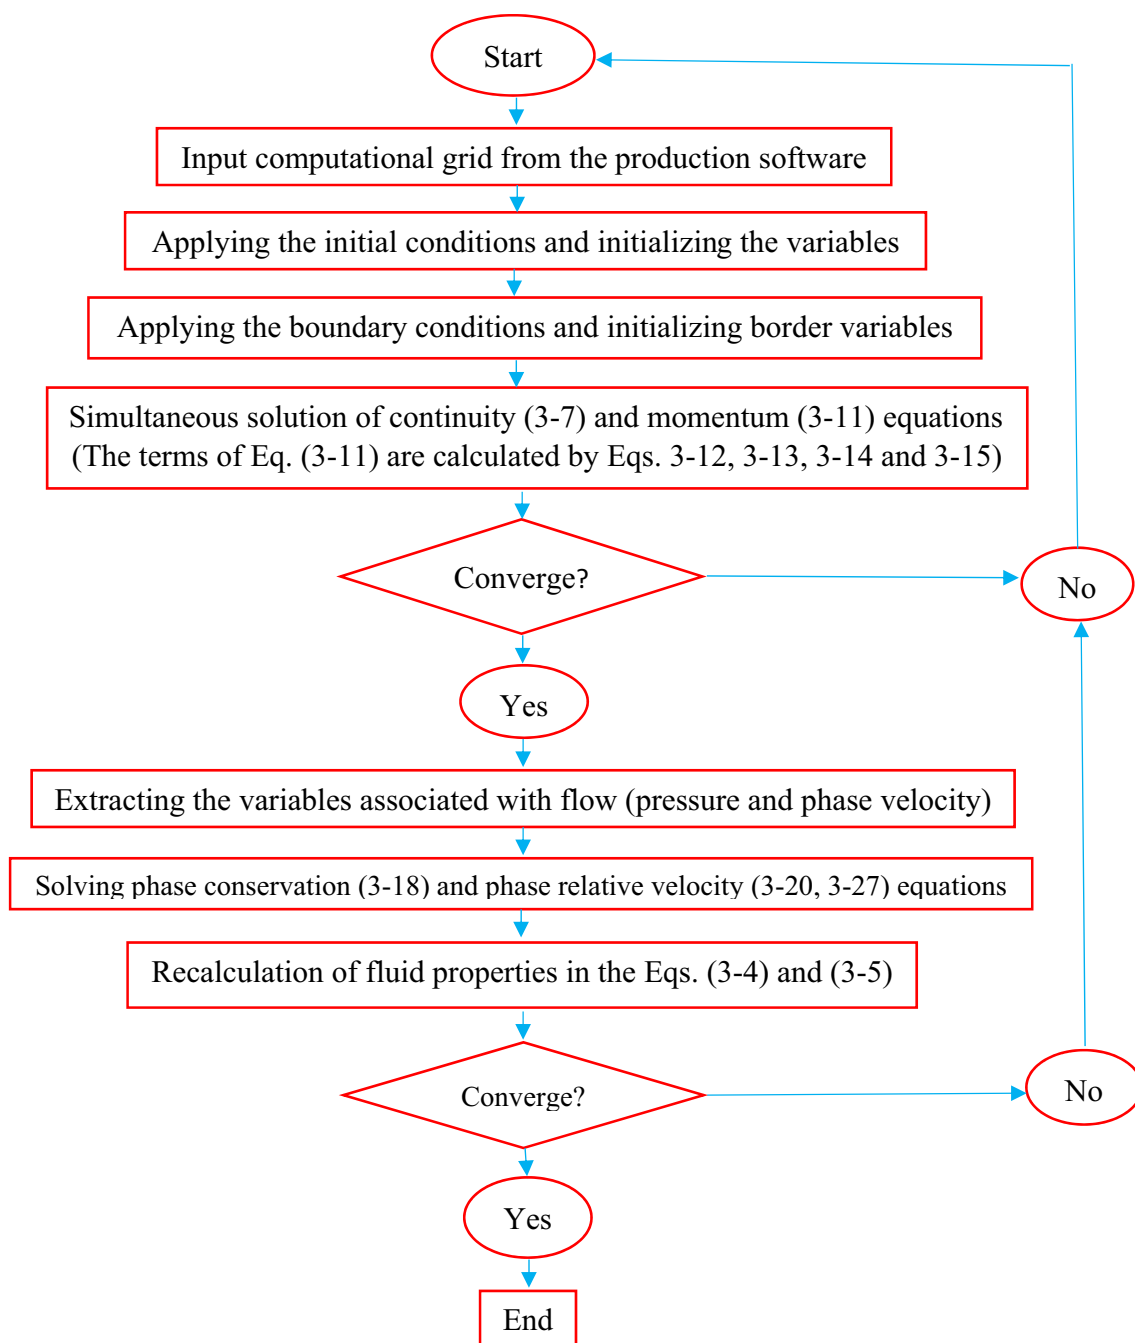 Start
Input computational grid from the production software
Applying the initial conditions and initializing the variables
Applying the boundary conditions and initializing border variables
Simultaneous solution of continuity (3-7) and momentum (3-11) equations
(The terms of Eq. (3-11) are calculated by Eqs. 3-12, 3-13, 3-14 and 3-15)
Converge?
No
Yes
Extracting the variables associated with flow (pressure and phase velocity)
Solving phase conservation (3-18) and phase relative velocity (3-20, 3-27) equations
Recalculation of fluid properties in the Eqs. (3-4) and (3-5)
Converge?
No
Yes
End